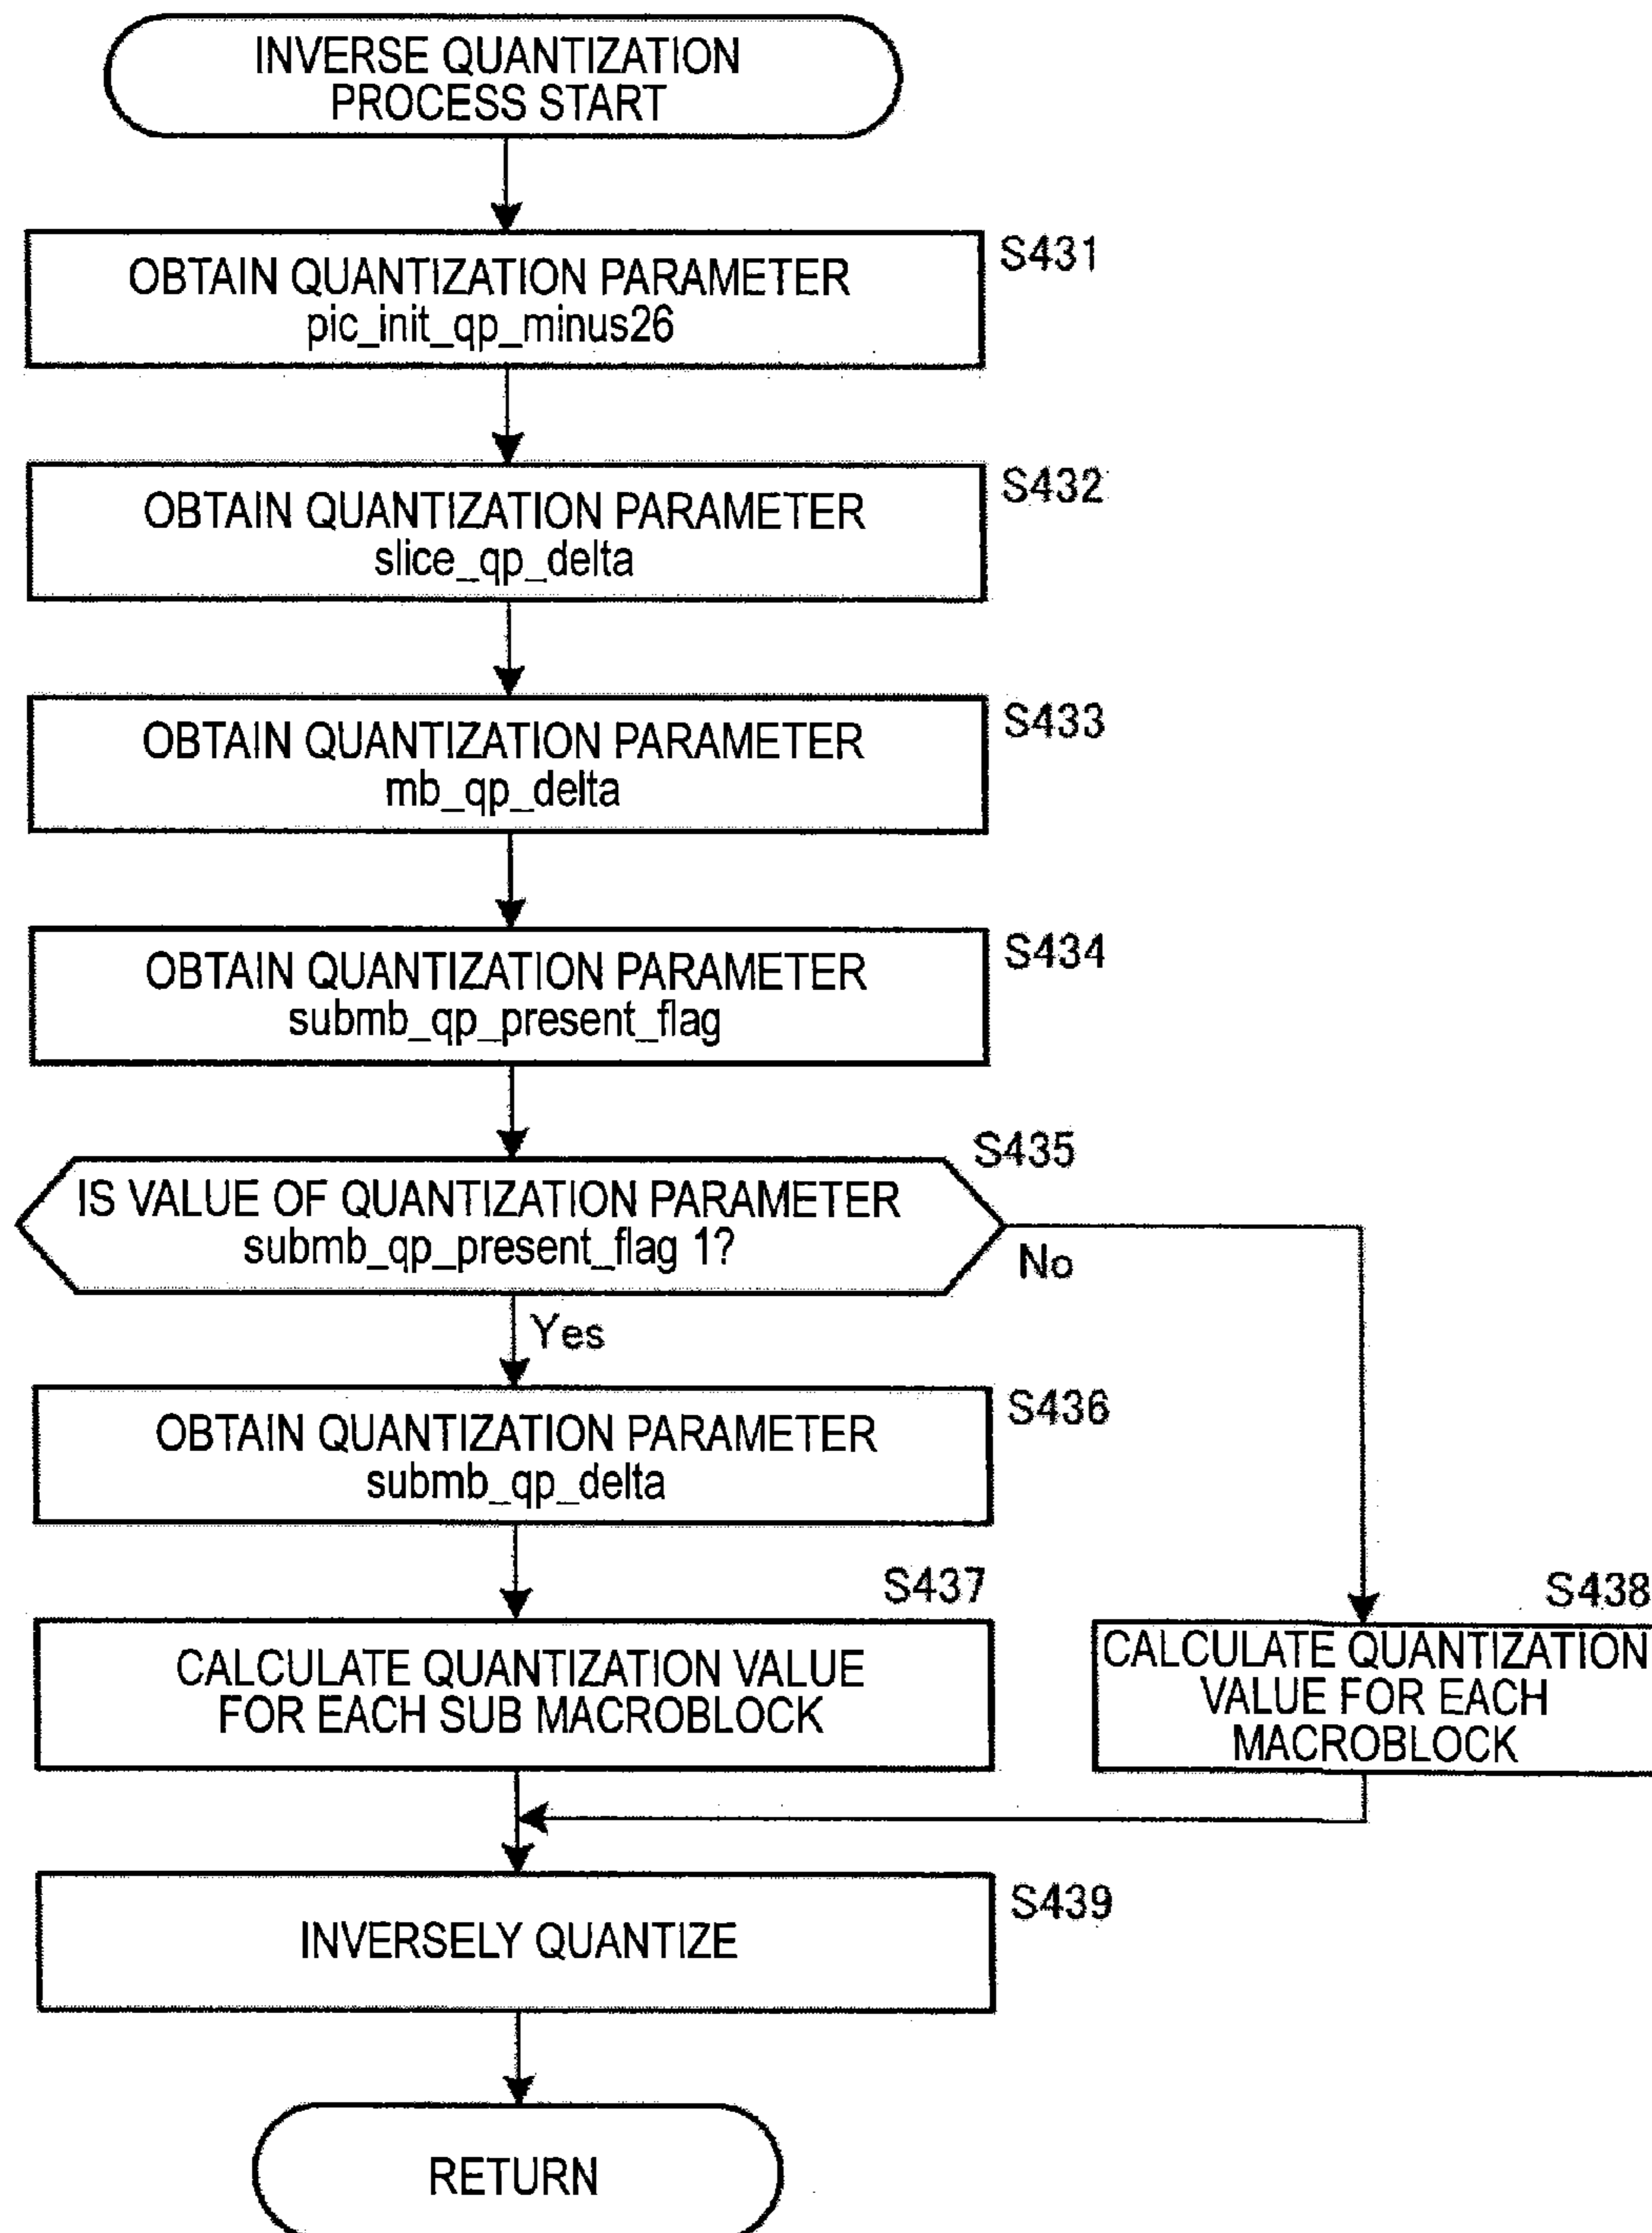 INVERSE QUANTIZATION
PROCESS START
S431
OBTAIN QUANTIZATION PARAMETER
pic_init_qp_minus26
S432
OBTAIN QUANTIZATION PARAMETER
slice_qp_delta
S433
OBTAIN QUANTIZATION PARAMETER
mb_qp_delta
S434
OBTAIN QUANTIZATION PARAMETER
submb_qp_present_flag
S435
IS VALUE OF QUANTIZATION PARAMETER
submb_qp_present_flag 1?
No
Yes
S436
OBTAIN QUANTIZATION PARAMETER
submb_qp_delta
S437
CALCULATE QUANTIZATION VALUE
FOR EACH SUB MACROBLOCK
S438
CALCULATE QUANTIZATION
VALUE FOR EACH
MACROBLOCK
S439
INVERSELY QUANTIZE
RETURN